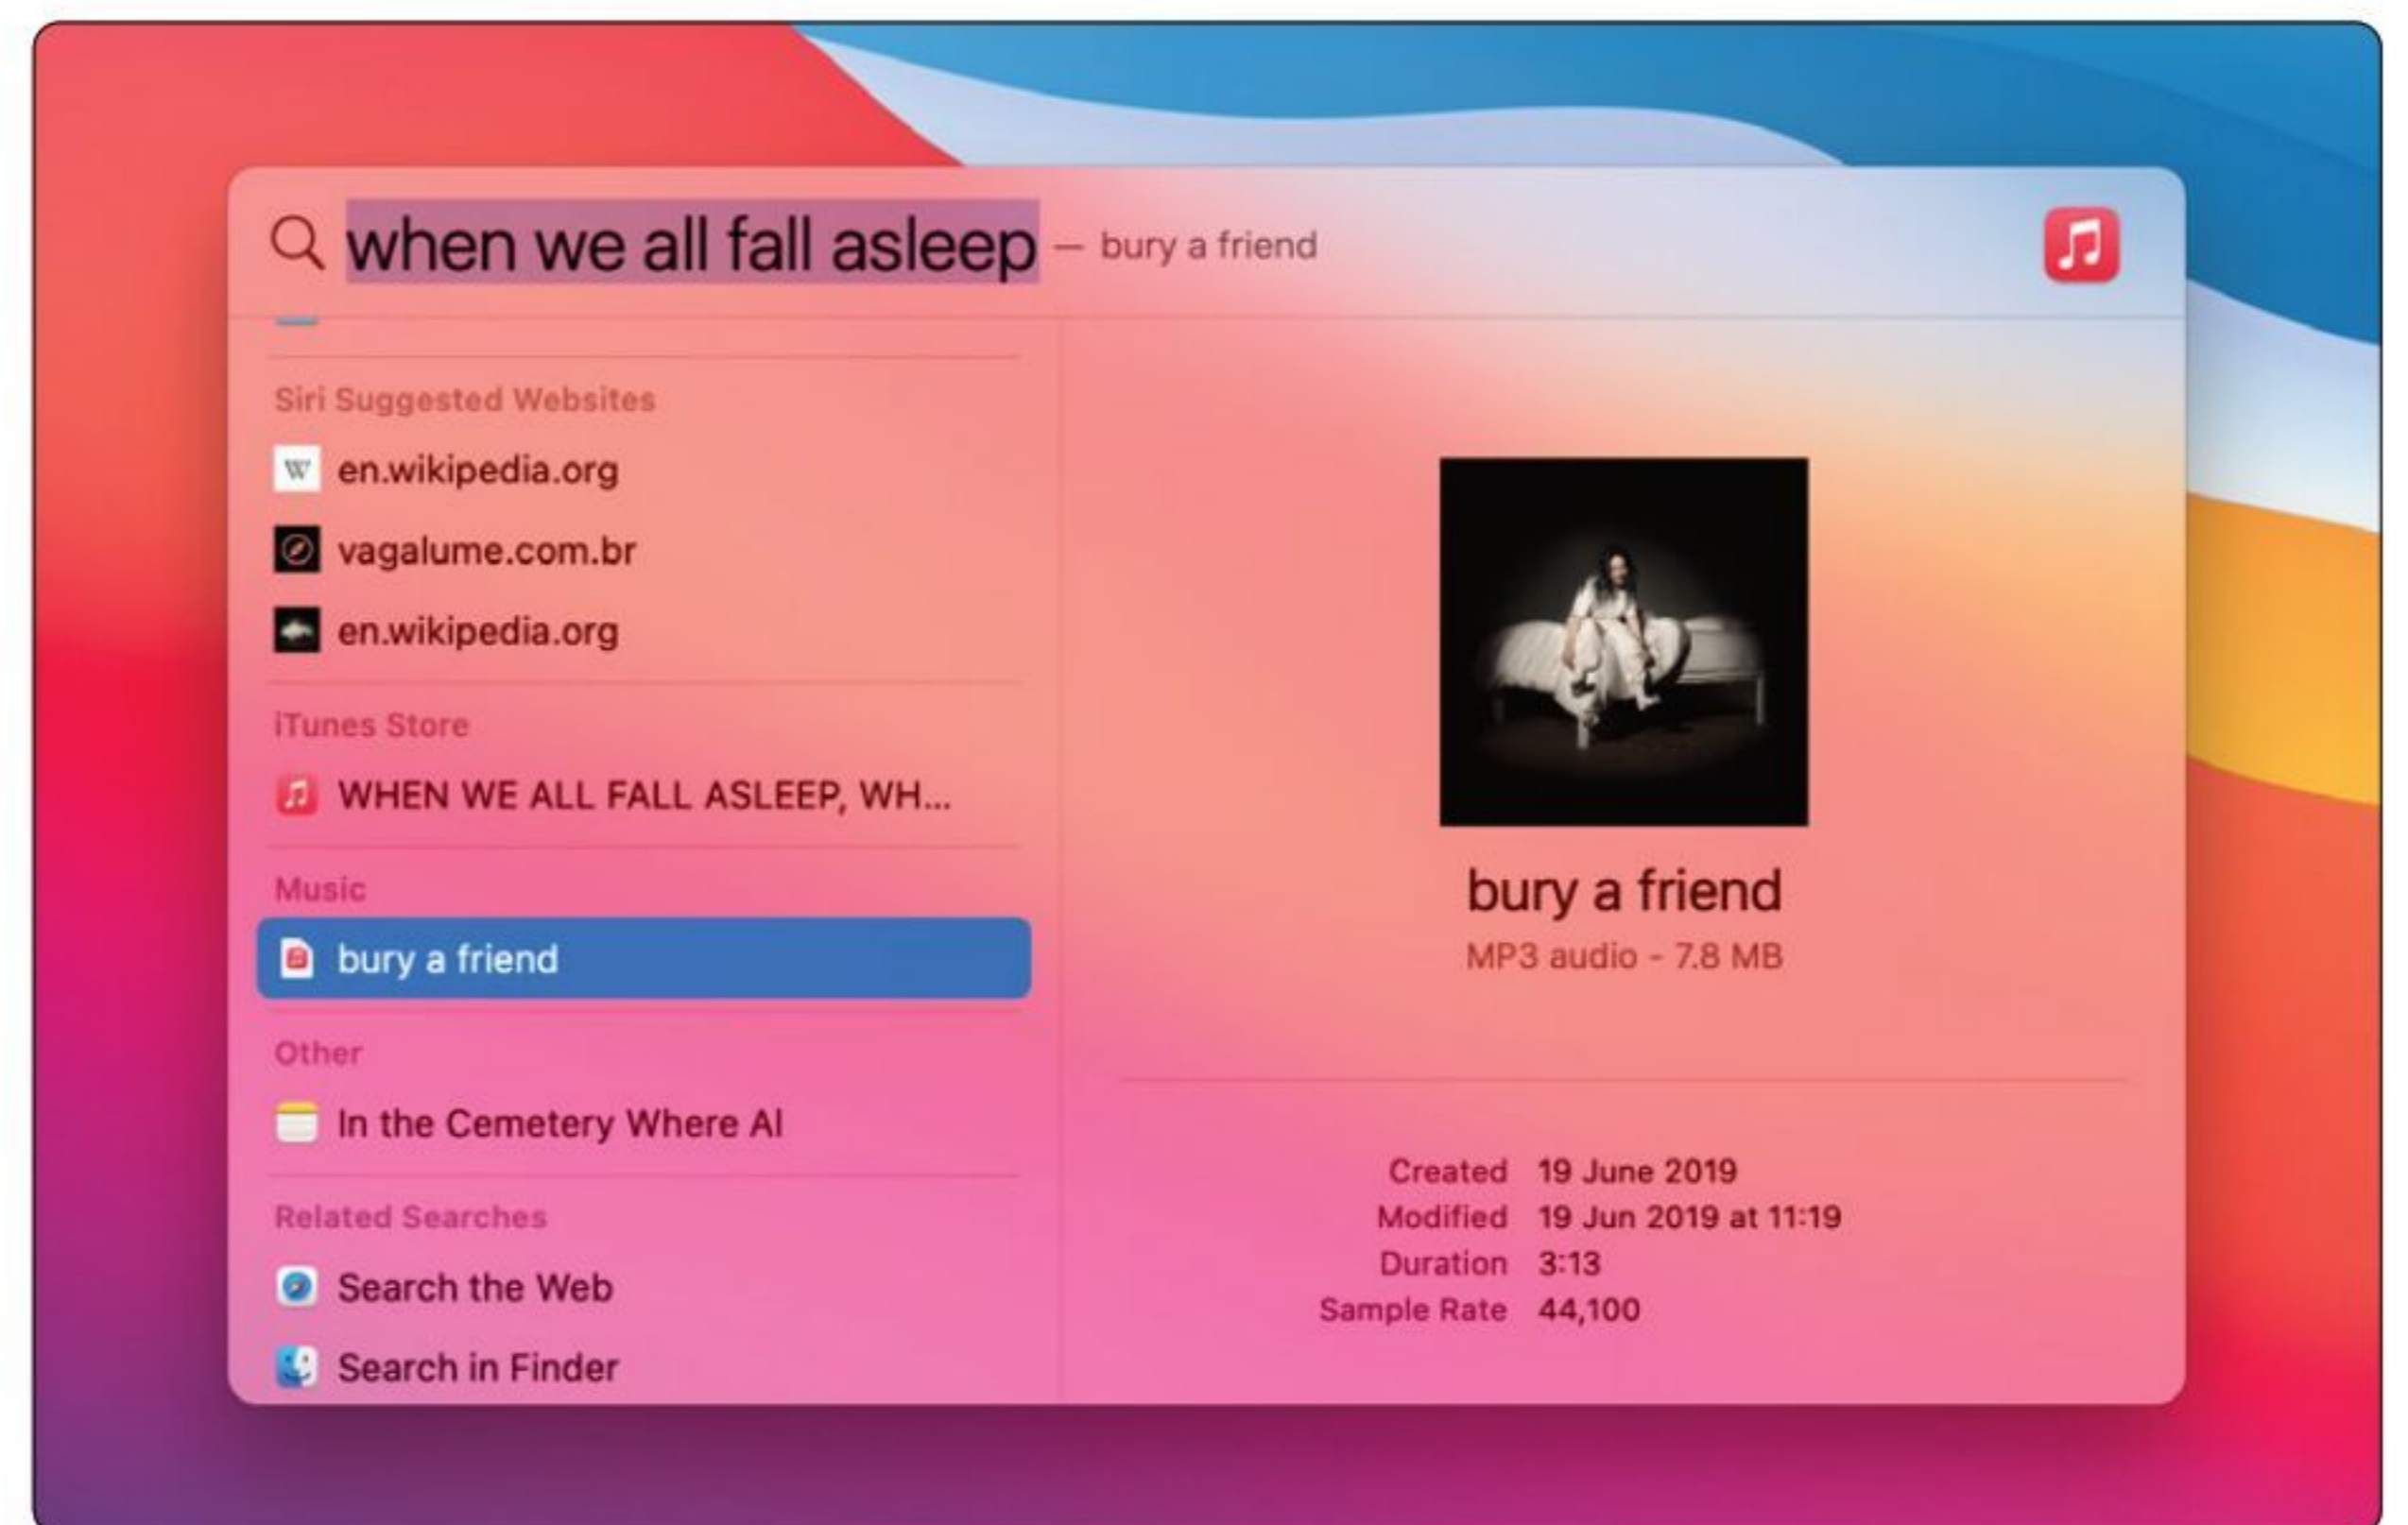 when we all fall asleep — bury a friend
Siri Suggested Websites
W en.wikipedia.org
vagalume.com.br
en.wikipedia.org
iTunes Store
WHEN WE ALL FALL ASLEEP, WH...
Music
bury a friend
Other
In the Cemetery Where Al
Related Searches
Search the Web
Search in Finder
bury a friend
MP3 audio - 7.8 MB
Created 19 June 2019
Modified 19 Jun 2019 at 11:19
Duration 3:13
Sample Rate 44,100